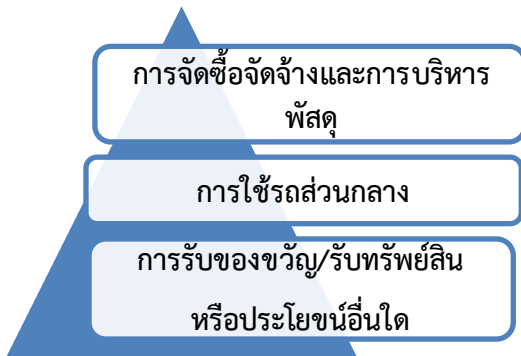 การจัดซื้อจัดจ้างและการบริหาร
พัสดุ
การใช้รถส่วนกลาง
การรับของขวัญ/รับทรัพย์สิน
หรือประโยขน์อื่นใด